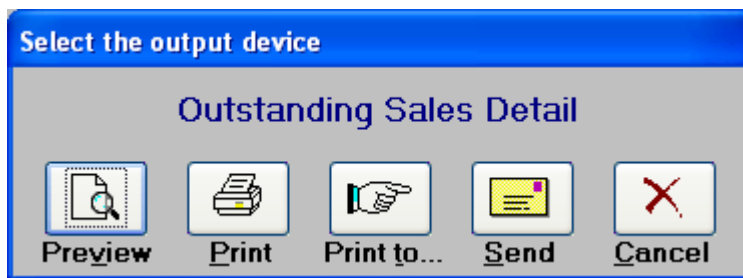 Select the output device
Outstanding Sales Detail
Preview Print Print to... Send Cancel